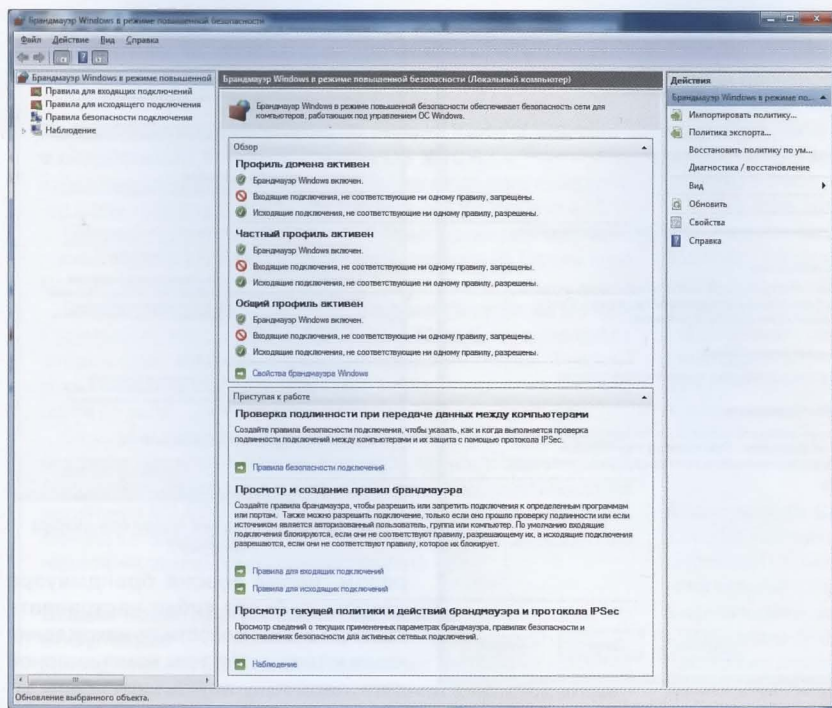 Брандмауэр Windows в режиме повышенной безопасности
Файл Действие Вид Справка
Брандмауэр Windows в режиме повышенной
Правила для входящих подключений
Правила для исходящего подключения
Правила безопасности подключения
Наблюдение
Брандмауэр Windows в режиме повышенной безопасности (Локальный компьютер)
Брандмауэр Windows в режиме повышенной безопасности обеспечивает безопасность сети для
компьютеров, работающих под управлением ОС Windows.
Обзор
Профиль домена активен
Брандмауэр Windows включен.
Входящие подключения, не соответствующие ни одному правилу, запрещены.
Исходящие подключения, не соответствующие ни одному правилу, разрешены.
Частный профиль активен
Брандмауэр Windows включен.
Входящие подключения, не соответствующие ни одному правилу, запрещены.
Исходящие подключения, не соответствующие ни одному правилу, разрешены.
Общий профиль активен
Брандмауэр Windows включен.
Входящие подключения, не соответствующие ни одному правилу, запрещены.
Исходящие подключения, не соответствующие ни одному правилу, разрешены.
Свойства брандмауэра Windows
Приступая к работе
Проверка подлинности при передаче данных между компьютерами
Создайте правила безопасности подключения, чтобы указать, как и когда выполняется проверка
подлинности подключений между компьютерами и их защита с помощью протокола IPSec.
Правила безопасности подключений
Просмотр и создание правил брандмауэра
Создайте правила брандмауэра, чтобы разрешить или запретить подключения к определенным программам
или портам. Также можно разрешить подключение, только если оно прошло проверку подлинности или если
источником является авторизованный пользователь, группа или компьютер. По умолчанию входящие
подключения блокируются, если они не соответствуют правилу, разрешающему их, а исходящие подключения
разрешаются, если они не соответствуют правилу, которое их блокирует.
Правила для входящих подключений
Правила для исходящих подключений
Просмотр текущей политики и действий брандмауэра и протокола IPSec
Просмотр сведений о текущих примененных параметрах брандмауэра, правилах безопасности и
сопоставлениях безопасности для активных сетевых подключений.
Наблюдение
Действия
Брандмауэр Windows в режиме по...
Импортировать политику...
Политика экспорта...
Восстановить политику по ум...
Диагностика / восстановление
Вид
Обновить
Свойства
Справка
Обновление выбранного объекта.